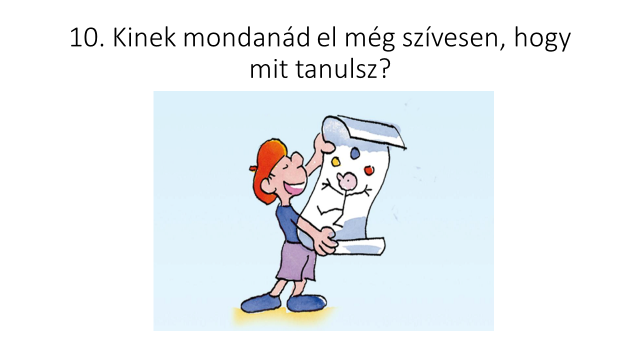 10. Kinek mondanád el még szívesen, hogy
mit tanulsz?